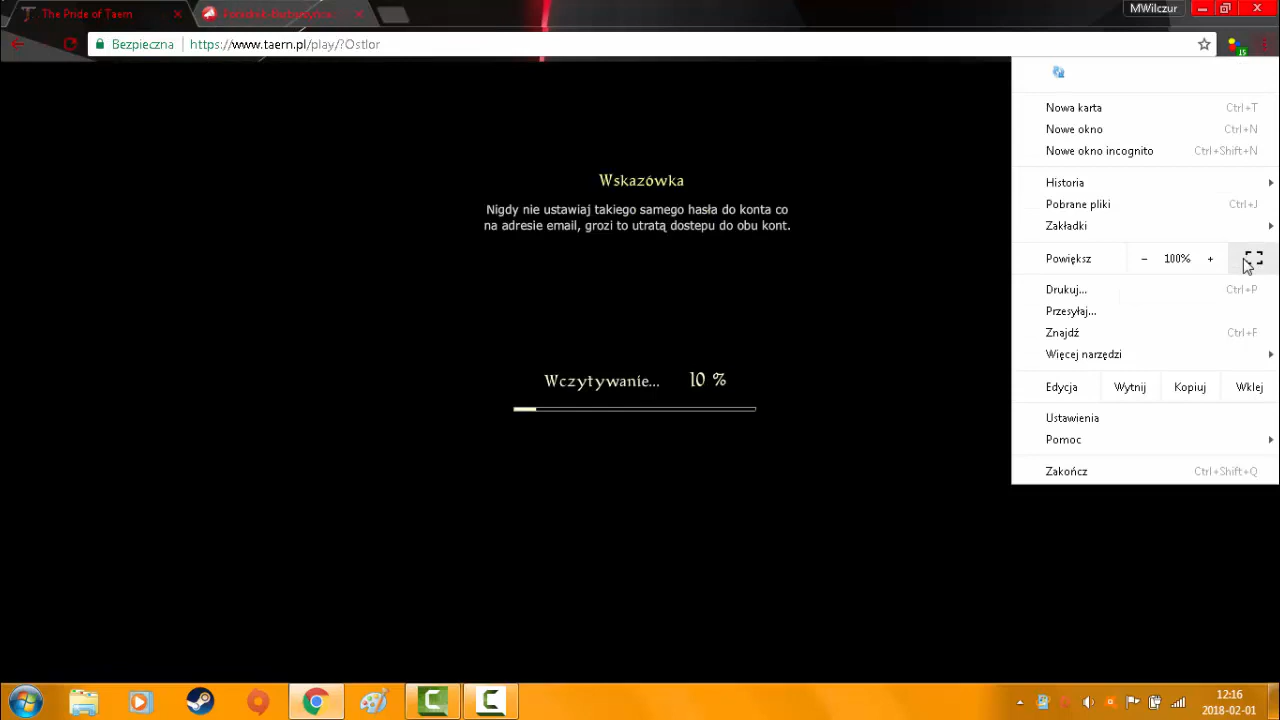 The Pride of Taern
MWilczur
Bezpieczna
https://www.taern.pl/play/?Ostlor
15
Nowa karta Ctrl+T
Nowe okno Ctrl+N
Nowe okno incognito Ctrl+Shift+N
Historia
Pobrane pliki Ctrl+J
Zakładki
Powiększ − 100% +
Drukuj... Ctrl+P
Przesyłaj...
Znajdź Ctrl+F
Więcej narzędzi
Edycja Wytnij Kopiuj Wklej
Ustawienia
Pomoc
Zakończ Ctrl+Shift+Q
Wskazówka
Nigdy nie ustawiaj takiego samego hasła do konta co
na adresie email, grozi to utratą dostepu do obu kont.
Wczytywanie... 10 %
12:16
2018-02-01